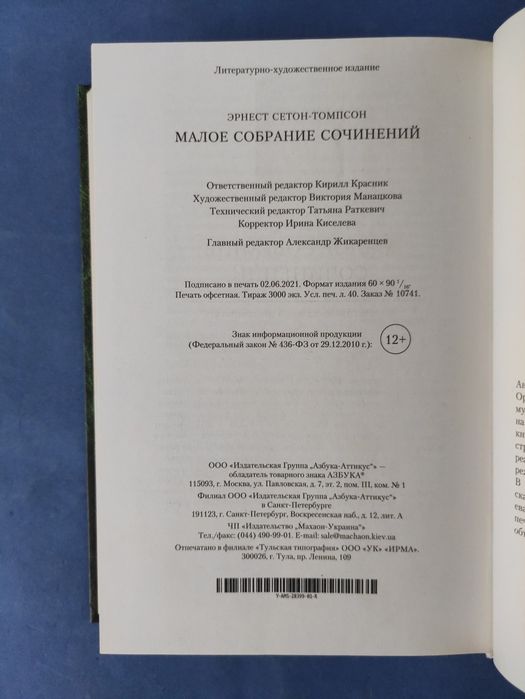 Литературно-художественное издание
ЭРНЕСТ СЕТОН-ТОМПСОН
МАЛОЕ СОБРАНИЕ СОЧИНЕНИЙ
Ответственный редактор Кирилл Красник
Художественный редактор Виктория Манацкова
Технический редактор Татьяна Раткевич
Корректор Ирина Киселева
Главный редактор Александр Жикаренцев
Подписано в печать 02.06.2021. Формат издания 60 × 90 1/16.
Печать офсетная. Тираж 3000 экз. Усл. печ. л. 40. Заказ № 10741.
Знак информационной продукции
(Федеральный закон № 436-ФЗ от 29.12.2010 г.): 12+
ООО «Издательская Группа „Азбука-Аттикус“» —
обладатель товарного знака АЗБУКА®
115093, г. Москва, ул. Павловская, д. 7, эт. 2, пом. III, ком. № 1
Филиал ООО «Издательская Группа „Азбука-Аттикус“»
в Санкт-Петербурге
191123, г. Санкт-Петербург, Воскресенская наб., д. 12, лит. А
ЧП «Издательство „Махаон-Украина“»
Тел./факс: (044) 490-99-01. E-mail: sale@machaon.kiev.ua
Отпечатано в филиале «Тульская типография» ООО «УК» «ИРМА».
300026, г. Тула, пр. Ленина, 109
Y-AMS-28399-01-R